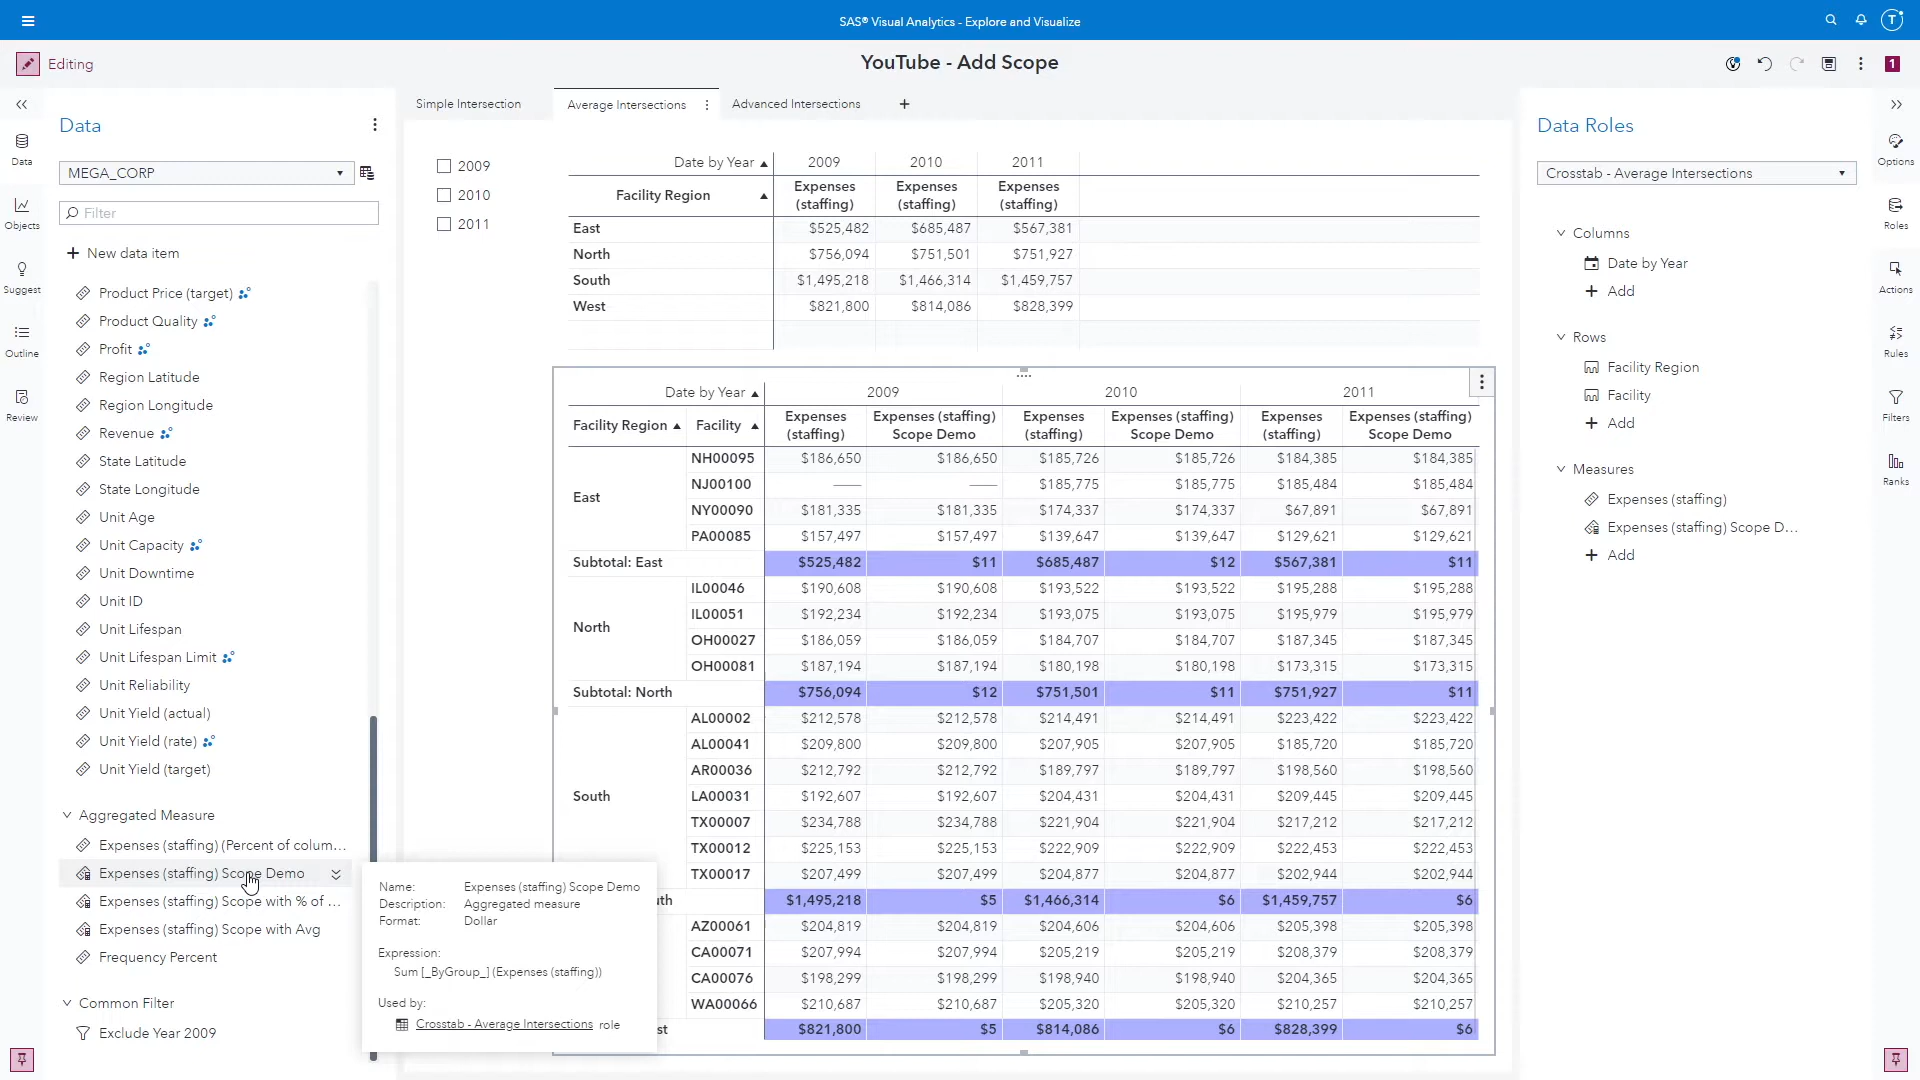 SAS® Visual Analytics - Explore and Visualize
T
Editing
YouTube - Add Scope
1
Data
Objects
Suggest
Outline
Review
Data
MEGA_CORP
Filter
New data item
Product Price (target)
Product Quality
Profit
Region Latitude
Region Longitude
Revenue
State Latitude
State Longitude
Unit Age
Unit Capacity
Unit Downtime
Unit ID
Unit Lifespan
Unit Lifespan Limit
Unit Reliability
Unit Yield (actual)
Unit Yield (rate)
Unit Yield (target)
Aggregated Measure
Expenses (staffing) (Percent of colum...
Expenses (staffing) Scope Demo
Expenses (staffing) Scope with % of ...
Expenses (staffing) Scope with Avg
Frequency Percent
Common Filter
Exclude Year 2009
Name: Expenses (staffing) Scope Demo
Description: Aggregated measure
Format: Dollar
Expression:
Sum [_ByGroup_] (Expenses (staffing))
Used by:
Crosstab - Average Intersections role
Simple Intersection Average Intersections Advanced Intersections
2009
2010
2011
Date by Year 2009 2010 2011
Facility Region Expenses (staffing) Expenses (staffing) Expenses (staffing)
East $525,482 $685,487 $567,381
North $756,094 $751,501 $751,927
South $1,495,218 $1,466,314 $1,459,757
West $821,800 $814,086 $828,399
Date by Year 2009 2010 2011
Facility Region Facility Expenses (staffing) Expenses (staffing) Scope Demo Expenses (staffing) Expenses (staffing) Scope Demo Expenses (staffing) Expenses (staffing) Scope Demo
East
NH00095 $186,650 $186,650 $185,726 $185,726 $184,385 $184,385
NJ00100 $185,775 $185,775 $185,484 $185,484
NY00090 $181,335 $181,335 $174,337 $174,337 $67,891 $67,891
PA00085 $157,497 $157,497 $139,647 $139,647 $129,621 $129,621
Subtotal: East $525,482 $11 $685,487 $12 $567,381 $11
North
IL00046 $190,608 $190,608 $193,522 $193,522 $195,288 $195,288
IL00051 $192,234 $192,234 $193,075 $193,075 $195,979 $195,979
OH00027 $186,059 $186,059 $184,707 $184,707 $187,345 $187,345
OH00081 $187,194 $187,194 $180,198 $180,198 $173,315 $173,315
Subtotal: North $756,094 $12 $751,501 $11 $751,927 $11
South
AL00002 $212,578 $212,578 $214,491 $214,491 $223,422 $223,422
AL00041 $209,800 $209,800 $207,905 $207,905 $185,720 $185,720
AR00036 $212,792 $212,792 $189,797 $189,797 $198,560 $198,560
LA00031 $192,607 $192,607 $204,431 $204,431 $209,445 $209,445
TX00007 $234,788 $234,788 $221,904 $221,904 $217,212 $217,212
TX00012 $225,153 $225,153 $222,909 $222,909 $222,453 $222,453
TX00017 $207,499 $207,499 $204,877 $204,877 $202,944 $202,944
uth $1,495,218 $5 $1,466,314 $6 $1,459,757 $6
AZ00061 $204,819 $204,819 $204,606 $204,606 $205,398 $205,398
CA00071 $207,994 $207,994 $205,219 $205,219 $208,379 $208,379
CA00076 $198,299 $198,299 $198,940 $198,940 $204,365 $204,365
WA00066 $210,687 $210,687 $205,320 $205,320 $210,257 $210,257
st $821,800 $5 $814,086 $6 $828,399 $6
Data Roles
Crosstab - Average Intersections
Columns
Date by Year
Add
Rows
Facility Region
Facility
Add
Measures
Expenses (staffing)
Expenses (staffing) Scope D...
Add
Options
Roles
Actions
Rules
Filters
Ranks